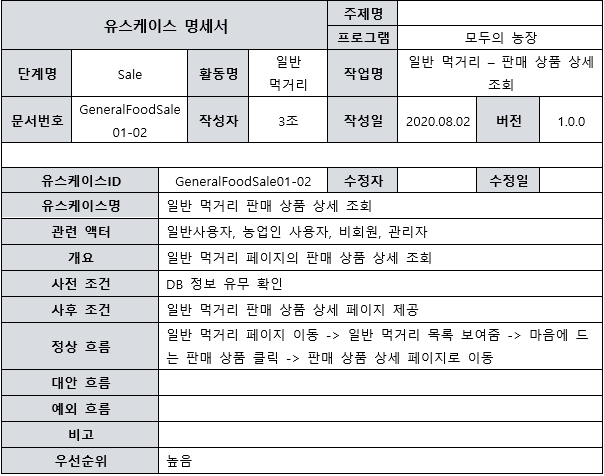 유스케이스 명세서
주제명
프로그램 모두의 농장
단계명 Sale 활동명 일반 먹거리 작업명 일반 먹거리 – 판매 상품 상세 조회
문서번호 GeneralFoodSale 01-02 작성자 3조 작성일 2020.08.02 버전 1.0.0
유스케이스ID GeneralFoodSale01-02 수정자 수정일
유스케이스명 일반 먹거리 판매 상품 상세 조회
관련 액터 일반사용자, 농업인 사용자, 비회원, 관리자
개요 일반 먹거리 페이지의 판매 상품 상세 조회
사전 조건 DB 정보 유무 확인
사후 조건 일반 먹거리 판매 상품 상세 페이지 제공
정상 흐름 일반 먹거리 페이지 이동 -> 일반 먹거리 목록 보여줌 -> 마음에 드
는 판매 상품 클릭 -> 판매 상품 상세 페이지로 이동
대안 흐름
예외 흐름
비고
우선순위 높음